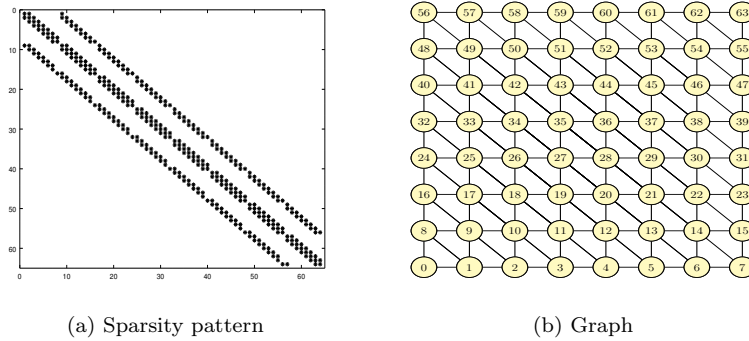 0
10
20
30
40
50
60
0 10 20 30 40 50 60
56 57 58 59 60 61 62 63
48 49 50 51 52 53 54 55
40 41 42 43 44 45 46 47
32 33 34 35 36 37 38 39
24 25 26 27 28 29 30 31
16 17 18 19 20 21 22 23
8 9 10 11 12 13 14 15
0 1 2 3 4 5 6 7
(a) Sparsity pattern
(b) Graph